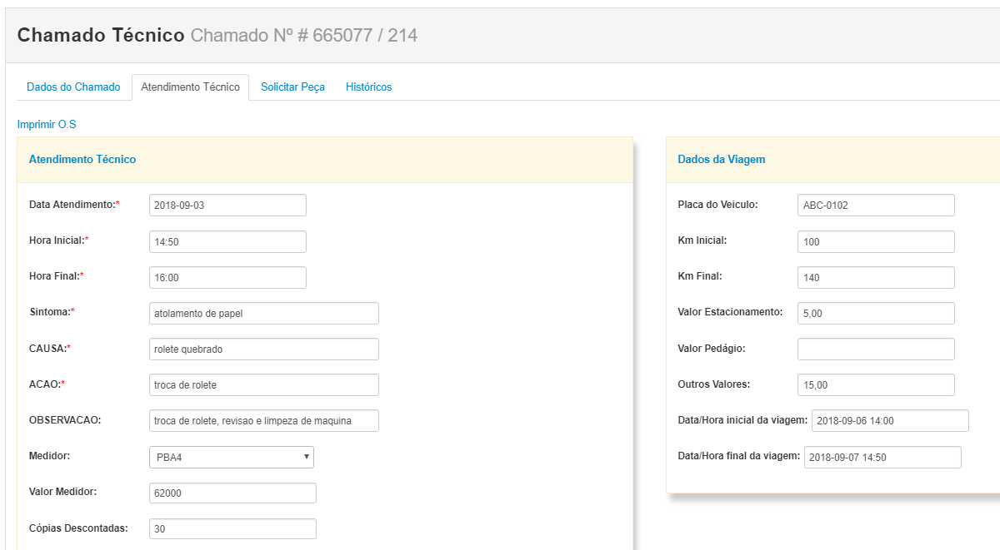 Chamado Técnico Chamado Nº # 665077 / 214
Dados do Chamado Atendimento Técnico Solicitar Peça Históricos
Imprimir O.S
Atendimento Técnico
Data Atendimento:* 2018-09-03
Hora Inicial:* 14:50
Hora Final:* 16:00
Sintoma:* atolamento de papel
CAUSA:* rolete quebrado
ACAO:* troca de rolete
OBSERVACAO: troca de rolete, revisao e limpeza de maquina
Medidor: PBA4
Valor Medidor: 62000
Cópias Descontadas: 30
Dados da Viagem
Placa do Veiculo: ABC-0102
Km Inicial: 100
Km Final: 140
Valor Estacionamento: 5,00
Valor Pedágio:
Outros Valores: 15,00
Data/Hora inicial da viagem: 2018-09-06 14:00
Data/Hora final da viagem: 2018-09-07 14:50